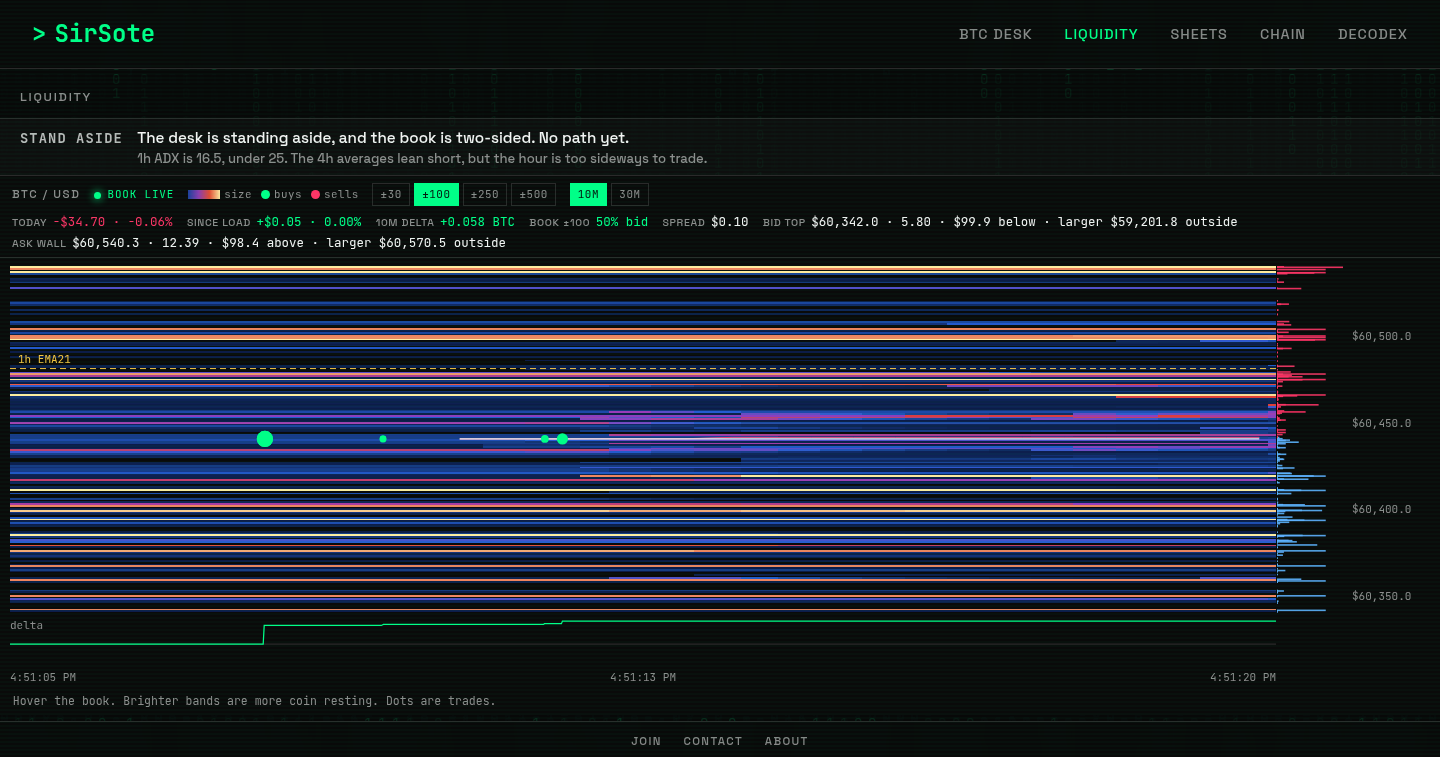 > SirSote
BTC DESK LIQUIDITY SHEETS CHAIN DECODEX
LIQUIDITY
STAND ASIDE The desk is standing aside, and the book is two-sided. No path yet.
1h ADX is 16.5, under 25. The 4h averages lean short, but the hour is too sideways to trade.
BTC / USD BOOK LIVE size buys sells ±30 ±100 ±250 ±500 10M 30M
TODAY -$34.70 · -0.06% SINCE LOAD +$0.05 · 0.00% 10M DELTA +0.058 BTC BOOK ±100 50% bid SPREAD $0.10 BID TOP $60,342.0 · 5.80 · $99.9 below · larger $59,201.8 outside
ASK WALL $60,540.3 · 12.39 · $98.4 above · larger $60,570.5 outside
$60,500.0
1h EMA21
$60,450.0
$60,400.0
$60,350.0
delta
4:51:05 PM 4:51:13 PM 4:51:20 PM
Hover the book. Brighter bands are more coin resting. Dots are trades.
JOIN CONTACT ABOUT